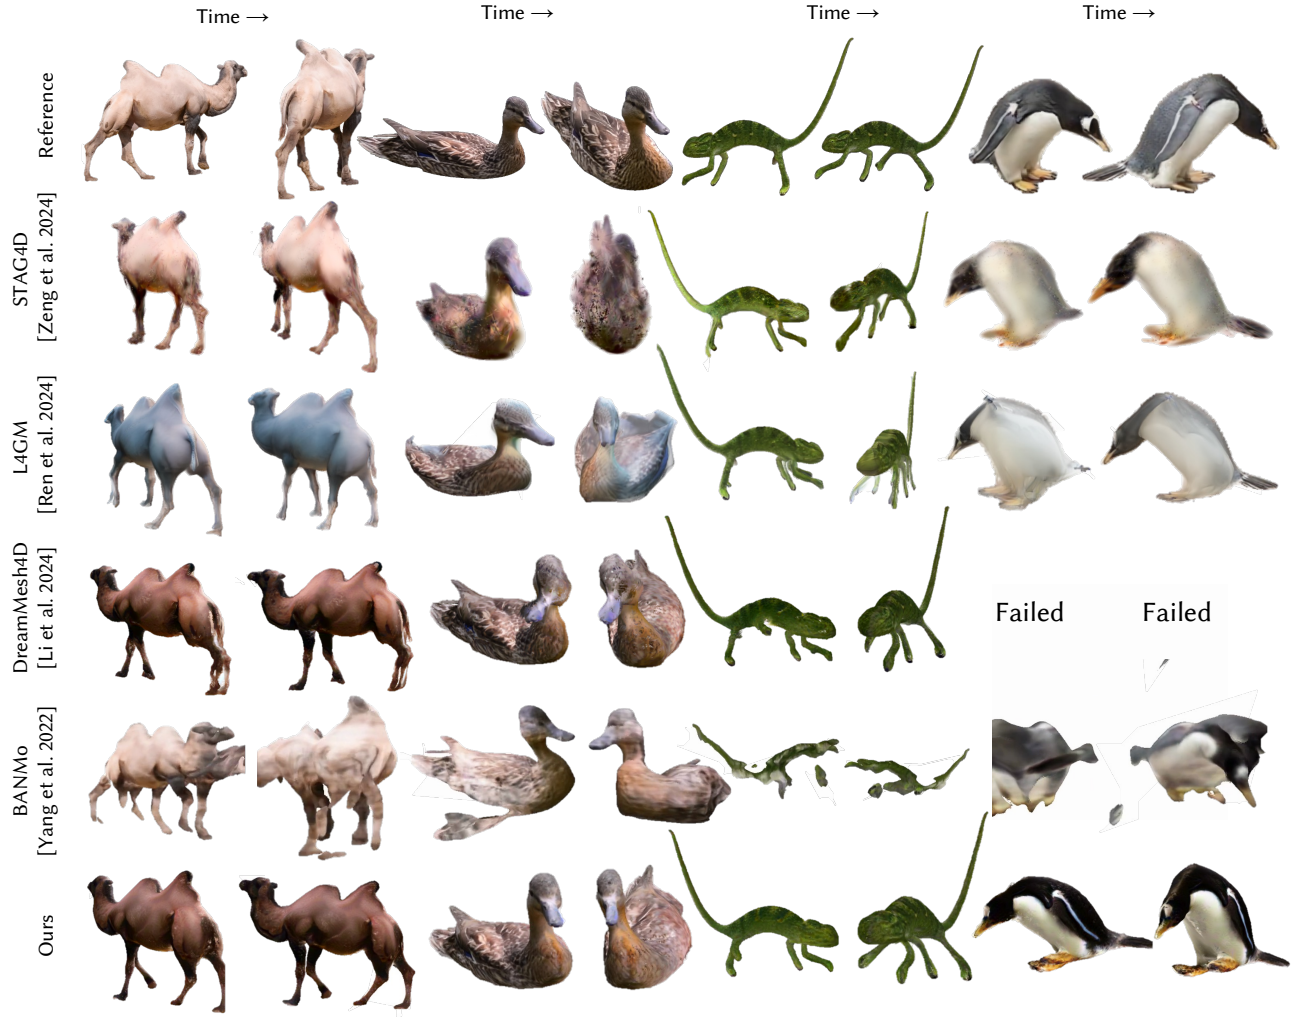 Time →
Time →
Time →
Time →
Reference
STAG4D
[Zeng et al. 2024]
L4GM
[Ren et al. 2024]
DreamMesh4D
[Li et al. 2024]
Failed
Failed
BANMo
[Yang et al. 2022]
Ours